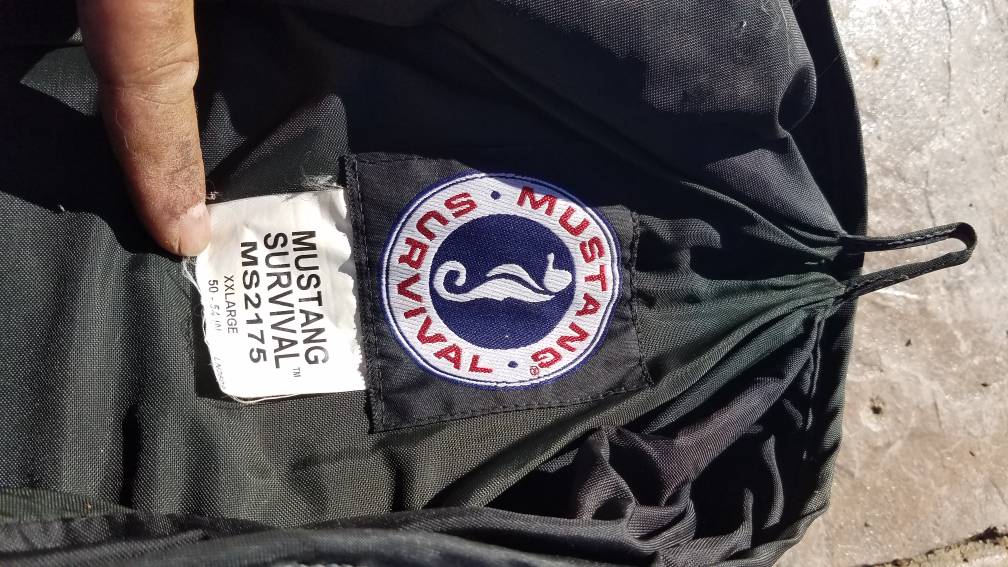 MUSTANG
SURVIVAL™
MS2175
XXLARGE
50 - 54 IN
· MUSTANG · SURVIVAL
®